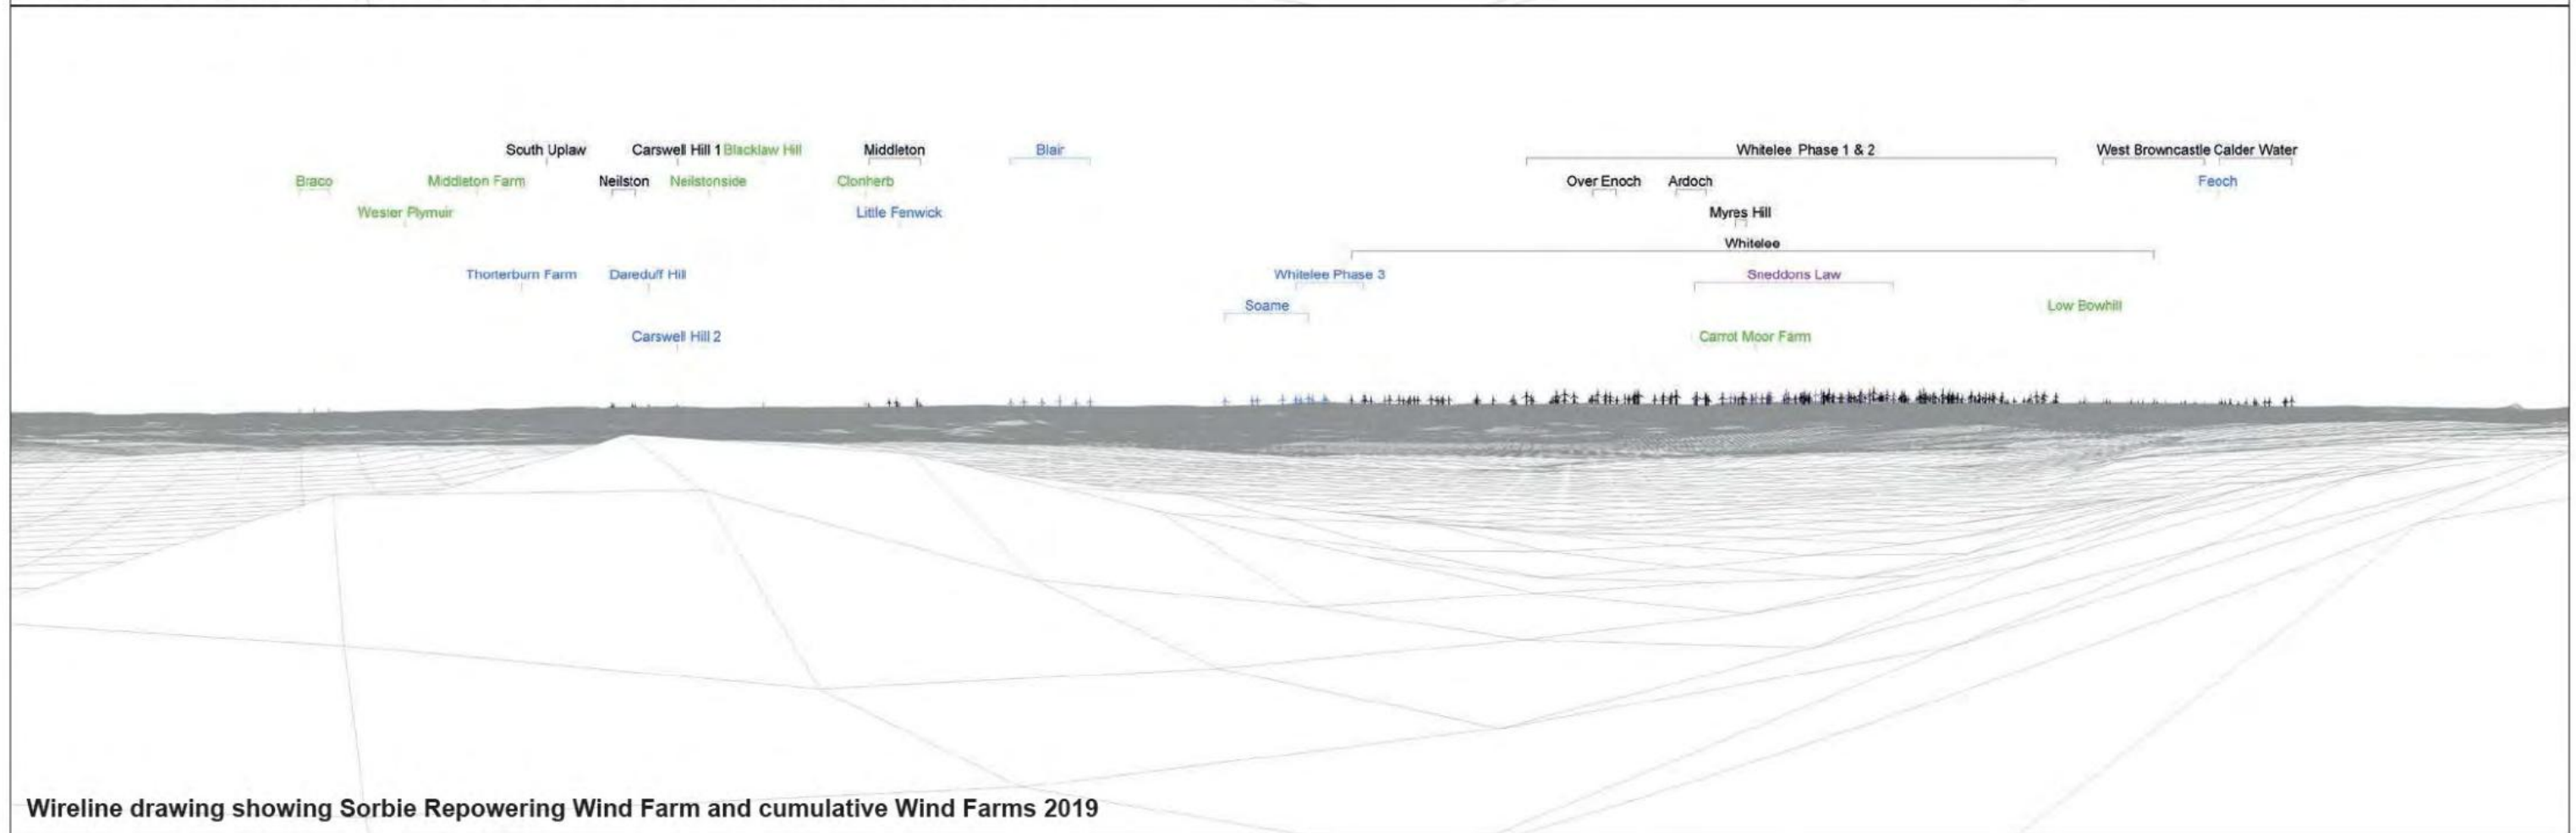 South Uplaw Carswell Hill 1 Blacklaw Hill Middleton Blair Whitelee Phase 1 & 2 West Browncastle Calder Water
Braco Middleton Farm Neilston Neilstonside Clonherb Over Enoch Ardoch Feoch
Wester Plymuir Little Fenwick Myres Hill
Whitelee
Thorterburn Farm Dareduff Hill Whitelee Phase 3 Sneddons Law
Soame Low Bowhill
Carswell Hill 2 Carrot Moor Farm
Wireline drawing showing Sorbie Repowering Wind Farm and cumulative Wind Farms 2019